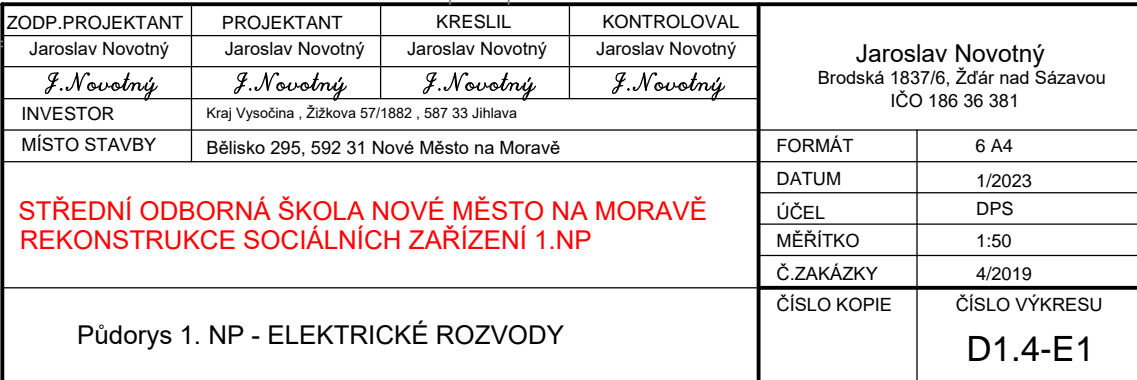 ZODP.PROJEKTANT PROJEKTANT KRESLIL KONTROLOVAL
Jaroslav Novotný Jaroslav Novotný Jaroslav Novotný Jaroslav Novotný
J.Novotný J.Novotný J.Novotný J.Novotný
INVESTOR Kraj Vysočina , Žižkova 57/1882 , 587 33 Jihlava
MÍSTO STAVBY Bělisko 295, 592 31 Nové Město na Moravě
STŘEDNÍ ODBORNÁ ŠKOLA NOVÉ MĚSTO NA MORAVĚ
REKONSTRUKCE SOCIÁLNÍCH ZAŘÍZENÍ 1.NP
Půdorys 1. NP - ELEKTRICKÉ ROZVODY
Jaroslav Novotný
Brodská 1837/6, Žďár nad Sázavou
IČO 186 36 381
FORMÁT 6 A4
DATUM 1/2023
ÚČEL DPS
MĚŘÍTKO 1:50
Č.ZAKÁZKY 4/2019
ČÍSLO KOPIE ČÍSLO VÝKRESU
D1.4-E1